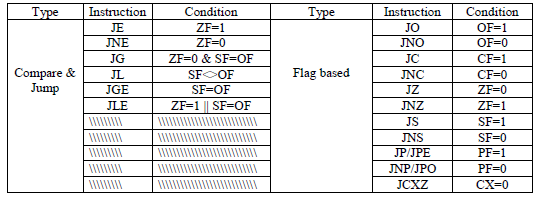 Type Instruction Condition Type Instruction Condition
JE ZF=1 JO OF=1
JNE ZF=0 JNO OF=0
JG ZF=0 & SF=OF JC CF=1
Compare & JL SF<>OF Flag based JNC CF=0
Jump JGE SF=OF JZ ZF=0
JLE ZF=1 || SF=OF JNZ ZF=1
\\\\\\\\\ \\\\\\\\\\\\\\\\\\\\\\\\\\\ JS SF=1
\\\\\\\\\ \\\\\\\\\\\\\\\\\\\\\\\\\\\ JNS SF=0
\\\\\\\\\ \\\\\\\\\\\\\\\\\\\\\\\\\\\ JP/JPE PF=1
\\\\\\\\\ \\\\\\\\\\\\\\\\\\\\\\\\\\\ JNP/JPO PF=0
\\\\\\\\\ \\\\\\\\\\\\\\\\\\\\\\\\\\\ JCXZ CX=0